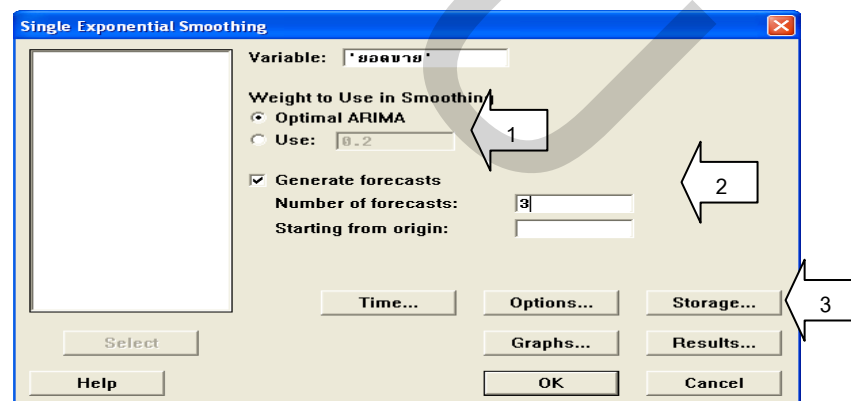 Single Exponential Smoothing
Variable: 'ยอดขาย'
Weight to Use in Smoothing
Optimal ARIMA
Use: 0.2
1
Generate forecasts
Number of forecasts: 3
2
Starting from origin:
Time... Options... Storage...
3
Select Graphs... Results...
Help OK Cancel